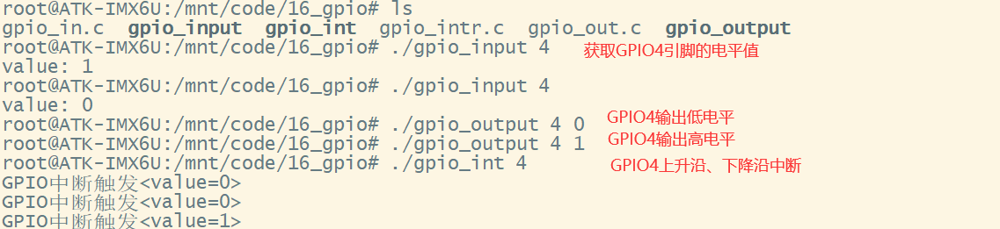 root@ATK-IMX6U:/mnt/code/16_gpio# ls
gpio_in.c gpio_input gpio_int gpio_intr.c gpio_out.c gpio_output
root@ATK-IMX6U:/mnt/code/16_gpio# ./gpio_input 4 获取GPIO4引脚的电平值
value: 1
root@ATK-IMX6U:/mnt/code/16_gpio# ./gpio_input 4
value: 0
root@ATK-IMX6U:/mnt/code/16_gpio# ./gpio_output 4 0 GPIO4输出低电平
root@ATK-IMX6U:/mnt/code/16_gpio# ./gpio_output 4 1 GPIO4输出高电平
root@ATK-IMX6U:/mnt/code/16_gpio# ./gpio_int 4 GPIO4上升沿、下降沿中断
GPIO中断触发<value=0>
GPIO中断触发<value=0>
GPIO中断触发<value=1>